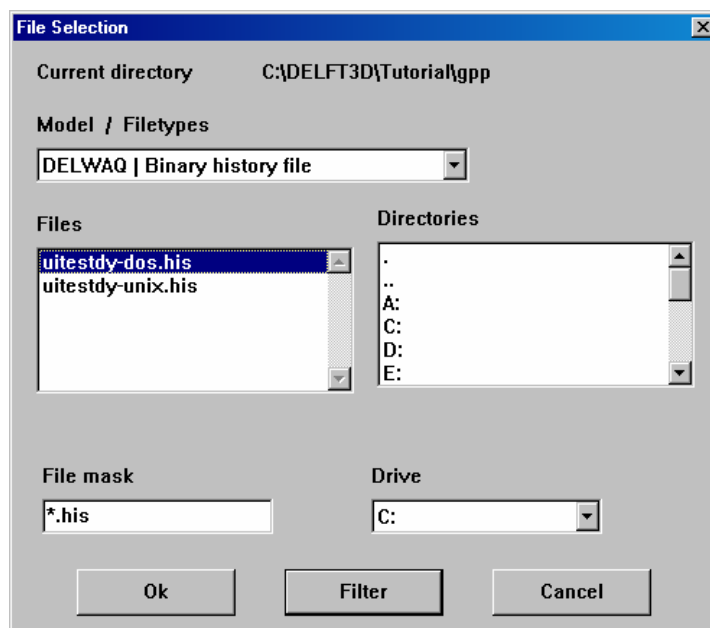 File Selection
Current directory C:\DELFT3D\Tutorial\gpp
Model / Filetypes
DELWAQ | Binary history file
Files
uitestdy-dos.his
uitestdy-unix.his
Directories
.
..
A:
C:
D:
E:
File mask
*.his
Drive
C:
Ok
Filter
Cancel